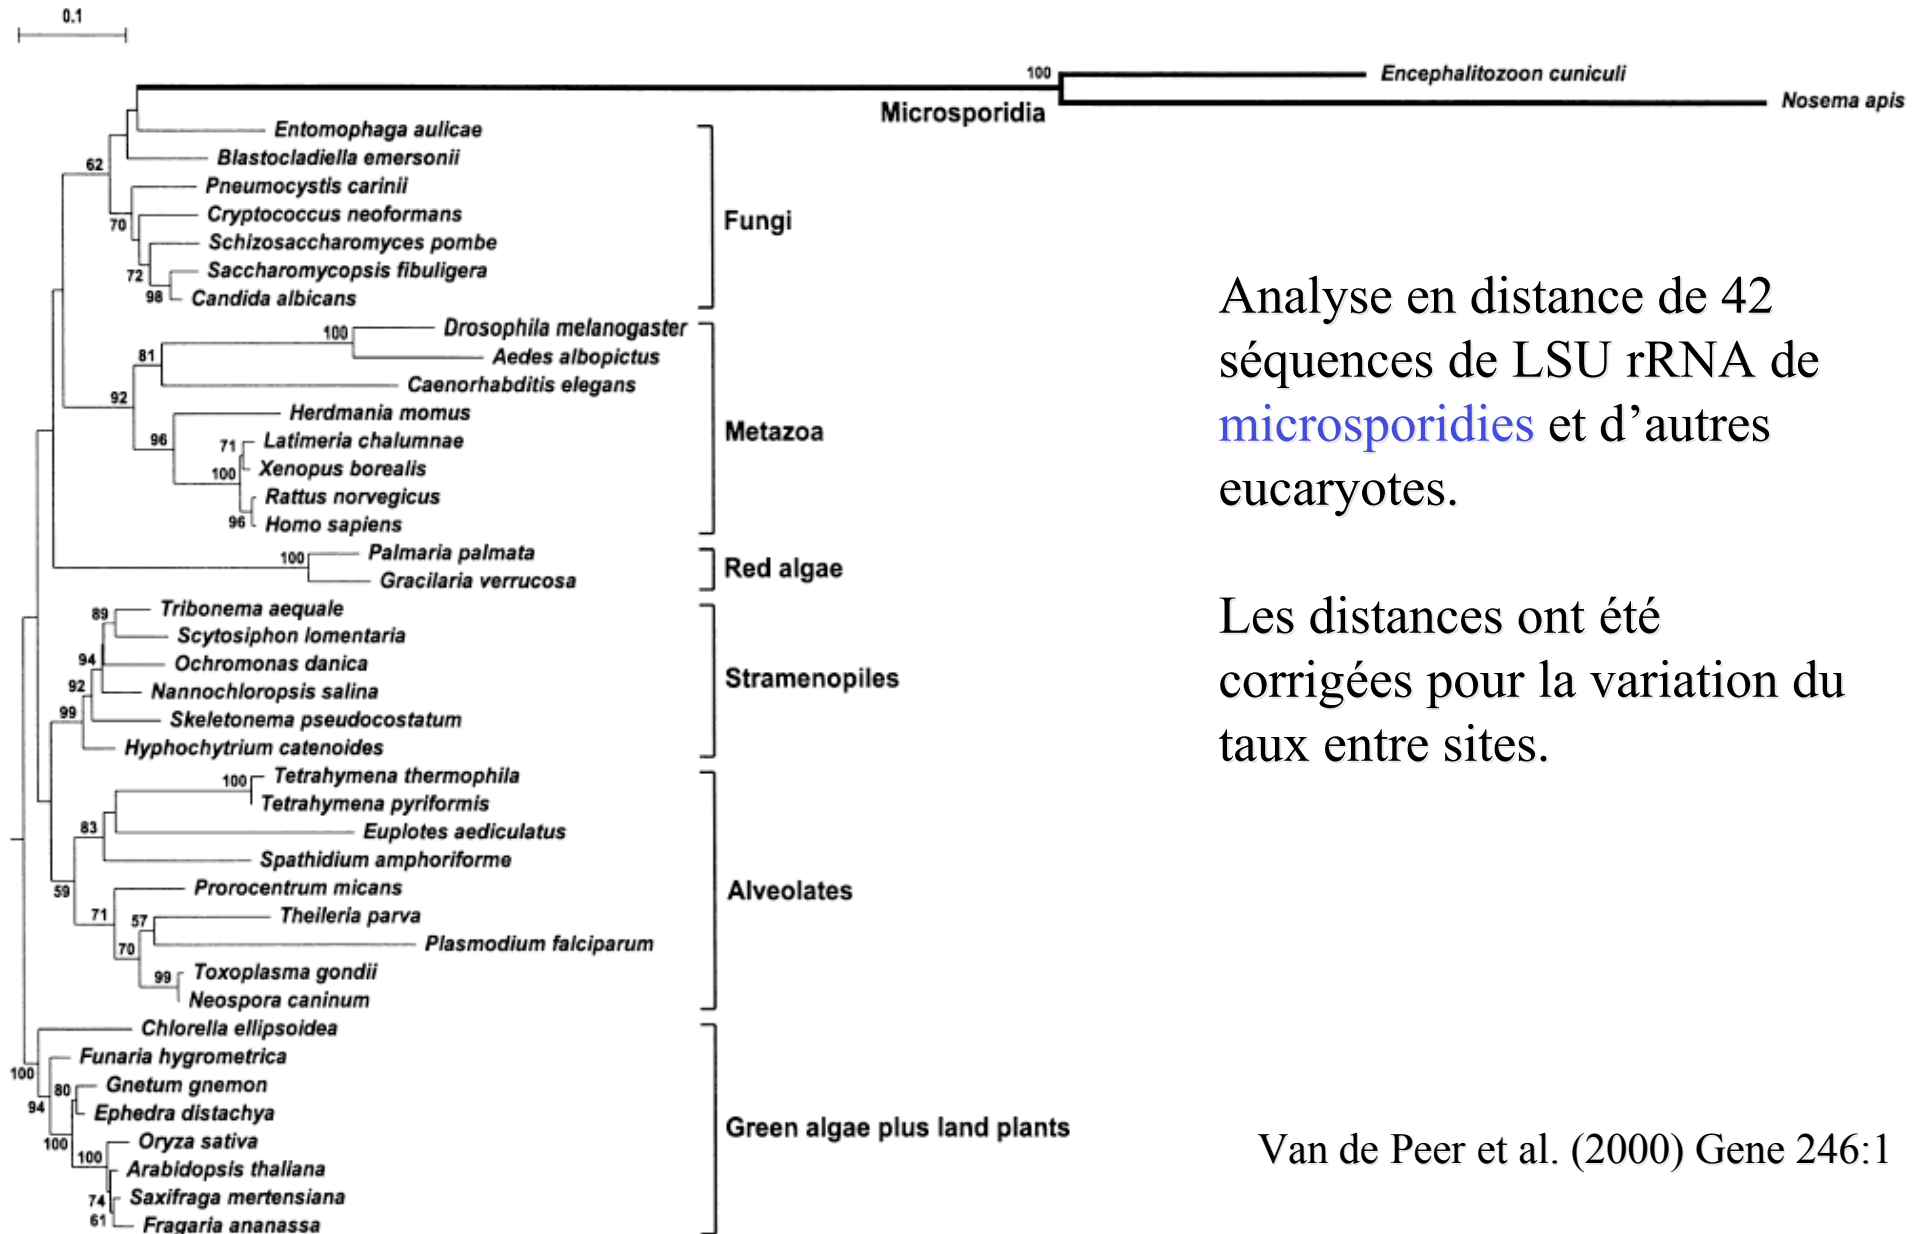 0.1
100
Encephalitozoon cuniculi
Nosema apis
Microsporidia
Entomophaga aulicae
Blastocladiella emersonii
62
Pneumocystis carinii
Cryptococcus neoformans
70
Fungi
Schizosaccharomyces pombe
Saccharomycopsis fibuligera
72
98
Candida albicans
100
Drosophila melanogaster
81
Aedes albopictus
Caenorhabditis elegans
92
Herdmania momus
96
71
Latimeria chalumnae
Metazoa
100
Xenopus borealis
Rattus norvegicus
96
Homo sapiens
100
Palmaria palmata
Red algae
Gracilaria verrucosa
89
Tribonema aequale
Scytosiphon lomentaria
94
Ochromonas danica
92
Nannochloropsis salina
Stramenopiles
99
Skeletonema pseudocostatum
Hyphochytrium catenoides
100
Tetrahymena thermophila
Tetrahymena pyriformis
83
Euplotes aediculatus
Spathidium amphoriforme
59
Prorocentrum micans
Alveolates
71
57
Theileria parva
70
Plasmodium falciparum
99
Toxoplasma gondii
Neospora caninum
Chlorella ellipsoidea
100
Funaria hygrometrica
80
Gnetum gnemon
94
Ephedra distachya
100
Oryza sativa
Green algae plus land plants
100
Arabidopsis thaliana
74
Saxifraga mertensiana
61
Fragaria ananassa
Analyse en distance de 42
séquences de LSU rRNA de
microsporidies et d’autres
eucaryotes.
Les distances ont été
corrigées pour la variation du
taux entre sites.
Van de Peer et al. (2000) Gene 246:1